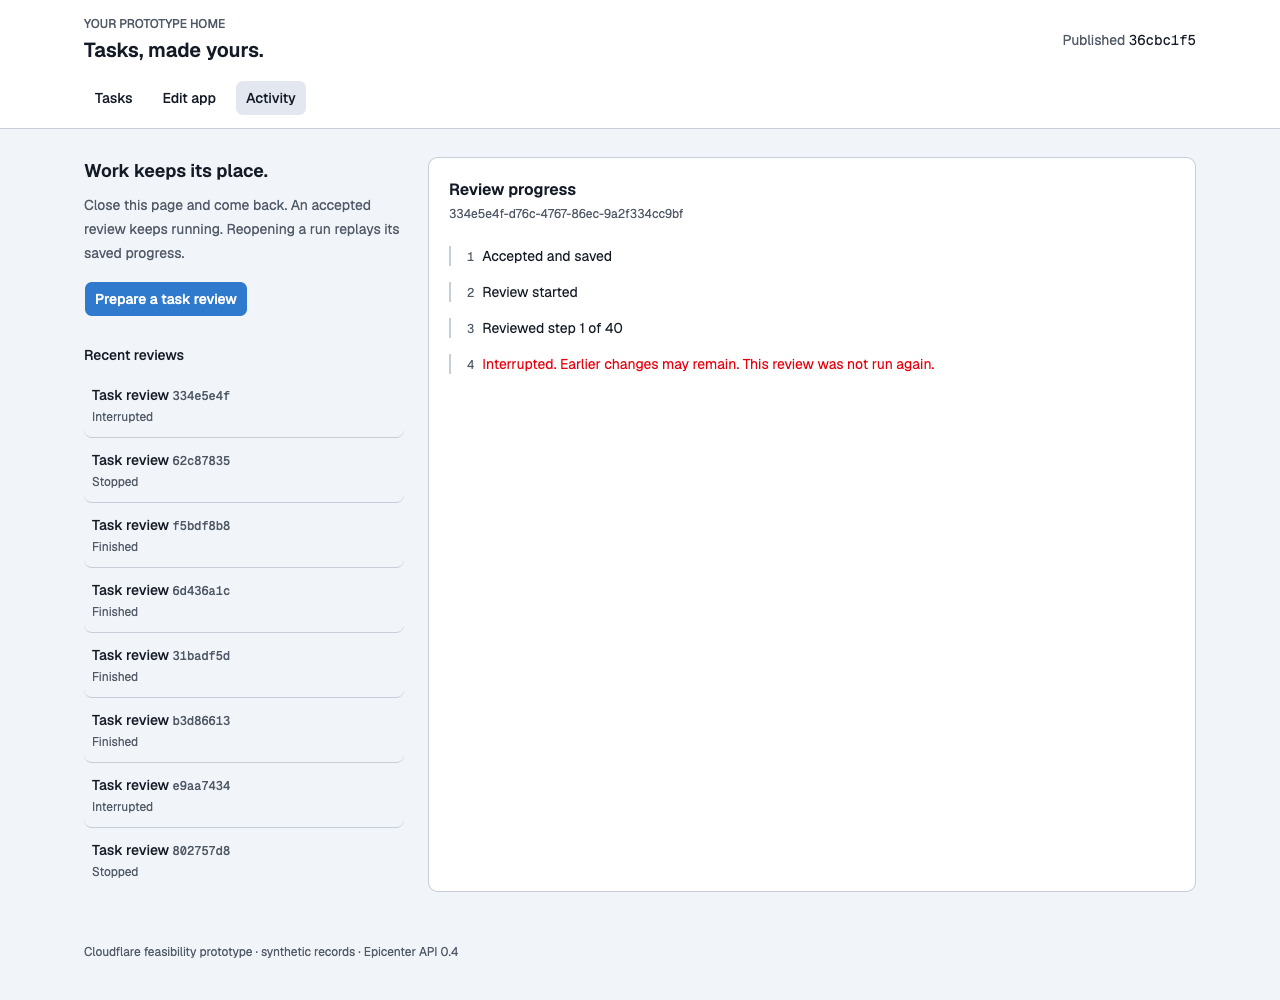 YOUR PROTOTYPE HOME
Tasks, made yours.
Published 36cbc1f5
Tasks
Edit app
Activity
Work keeps its place.
Close this page and come back. An accepted
review keeps running. Reopening a run replays its
saved progress.
Prepare a task review
Recent reviews
Task review 334e5e4f
Interrupted
Task review 62c87835
Stopped
Task review f5bdf8b8
Finished
Task review 6d436a1c
Finished
Task review 31badf5d
Finished
Task review b3d86613
Finished
Task review e9aa7434
Interrupted
Task review 802757d8
Stopped
Review progress
334e5e4f-d76c-4767-86ec-9a2f334cc9bf
1 Accepted and saved
2 Review started
3 Reviewed step 1 of 40
4 Interrupted. Earlier changes may remain. This review was not run again.
Cloudflare feasibility prototype · synthetic records · Epicenter API 0.4